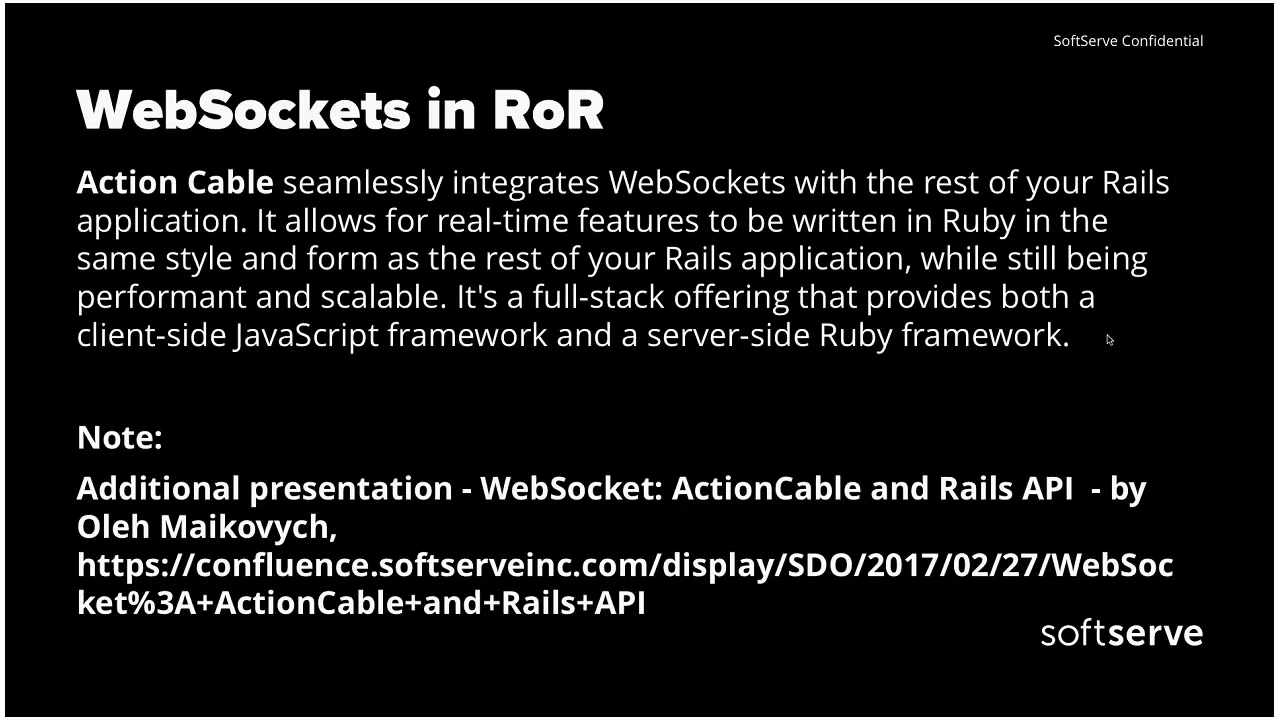 SoftServe Confidential
WebSockets in RoR
Action Cable seamlessly integrates WebSockets with the rest of your Rails
application. It allows for real-time features to be written in Ruby in the
same style and form as the rest of your Rails application, while still being
performant and scalable. It's a full-stack offering that provides both a
client-side JavaScript framework and a server-side Ruby framework.
Note:
Additional presentation - WebSocket: ActionCable and Rails API  - by
Oleh Maikovych,
https://confluence.softserveinc.com/display/SDO/2017/02/27/WebSoc
ket%3A+ActionCable+and+Rails+API
softserve